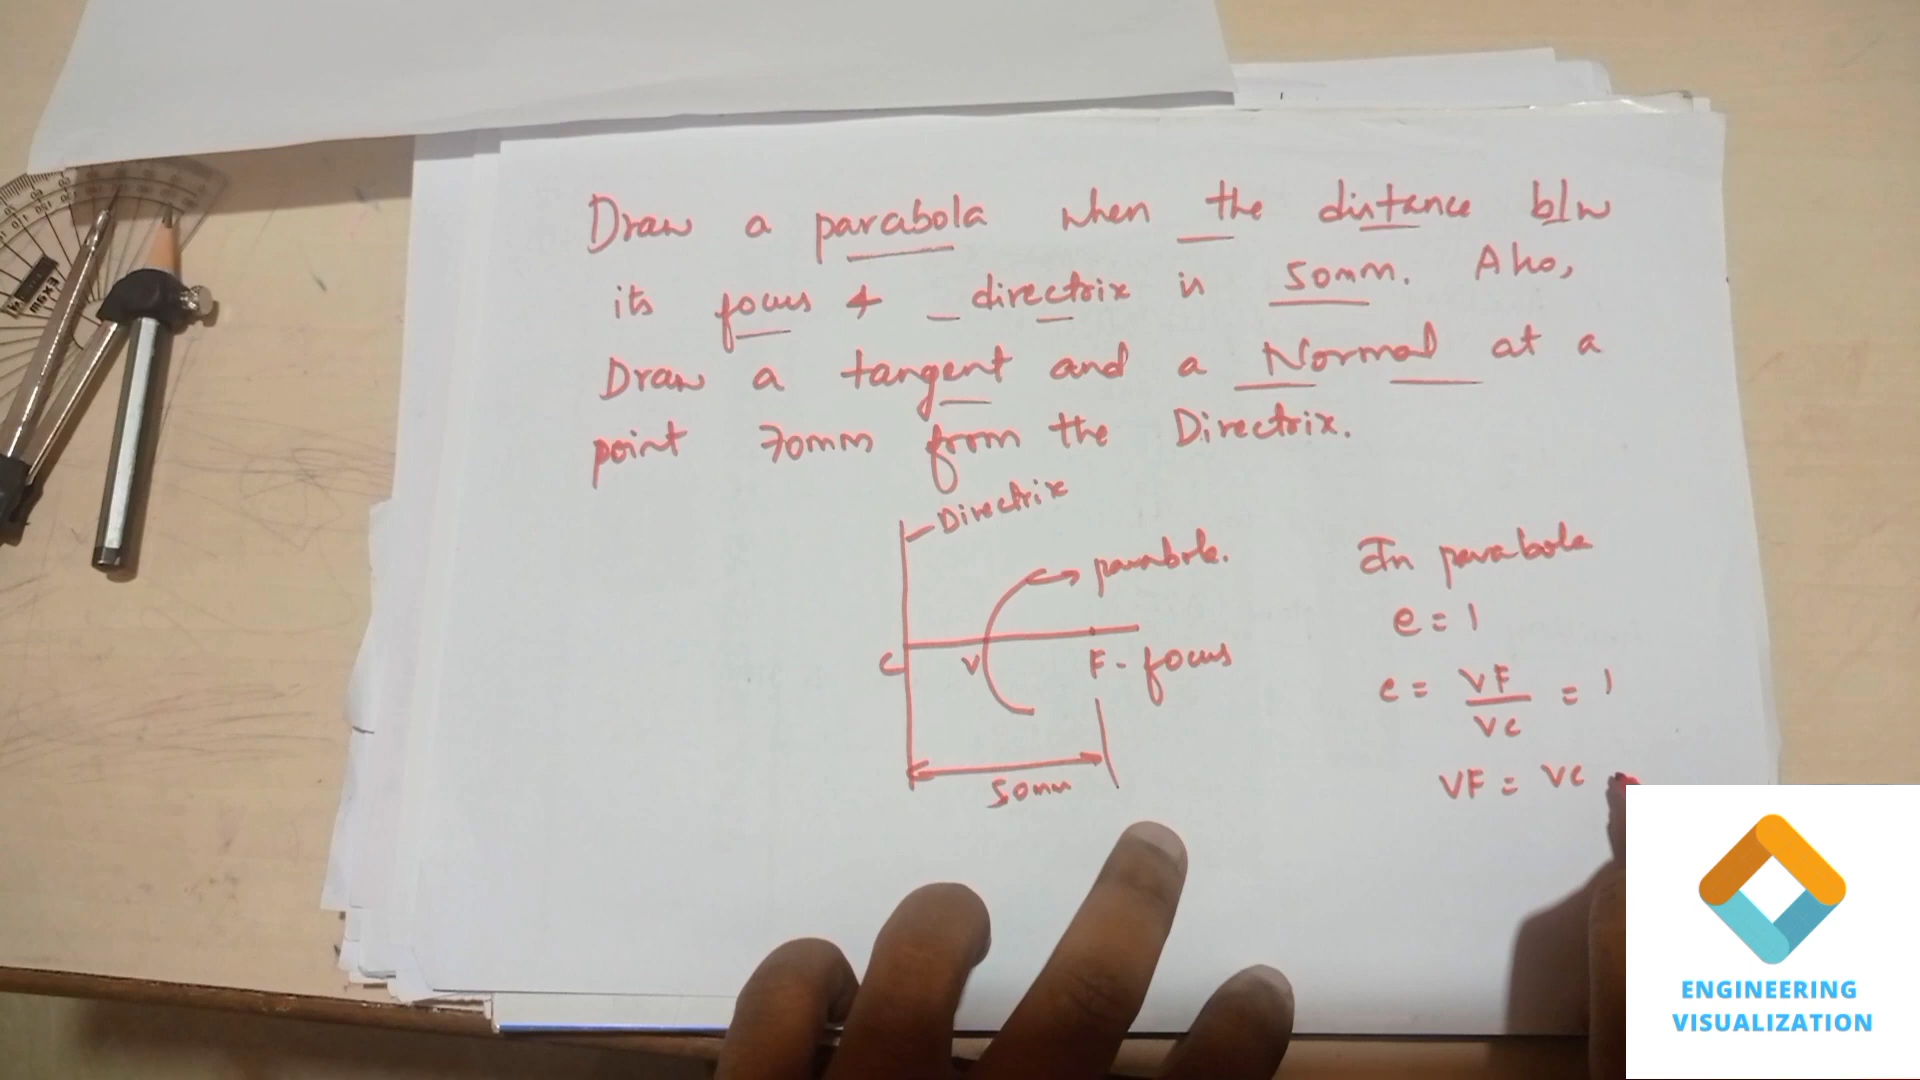 Draw a parabola when the distance b/w
its focus & directrix is 50mm. Also,
Draw a tangent and a Normal at a
point 70mm from the Directrix.
Directrix
parabola.
C
V
F - focus
50mm
In parabola
e = 1
e = VF/VC = 1
VF = VC
ENGINEERING
VISUALIZATION